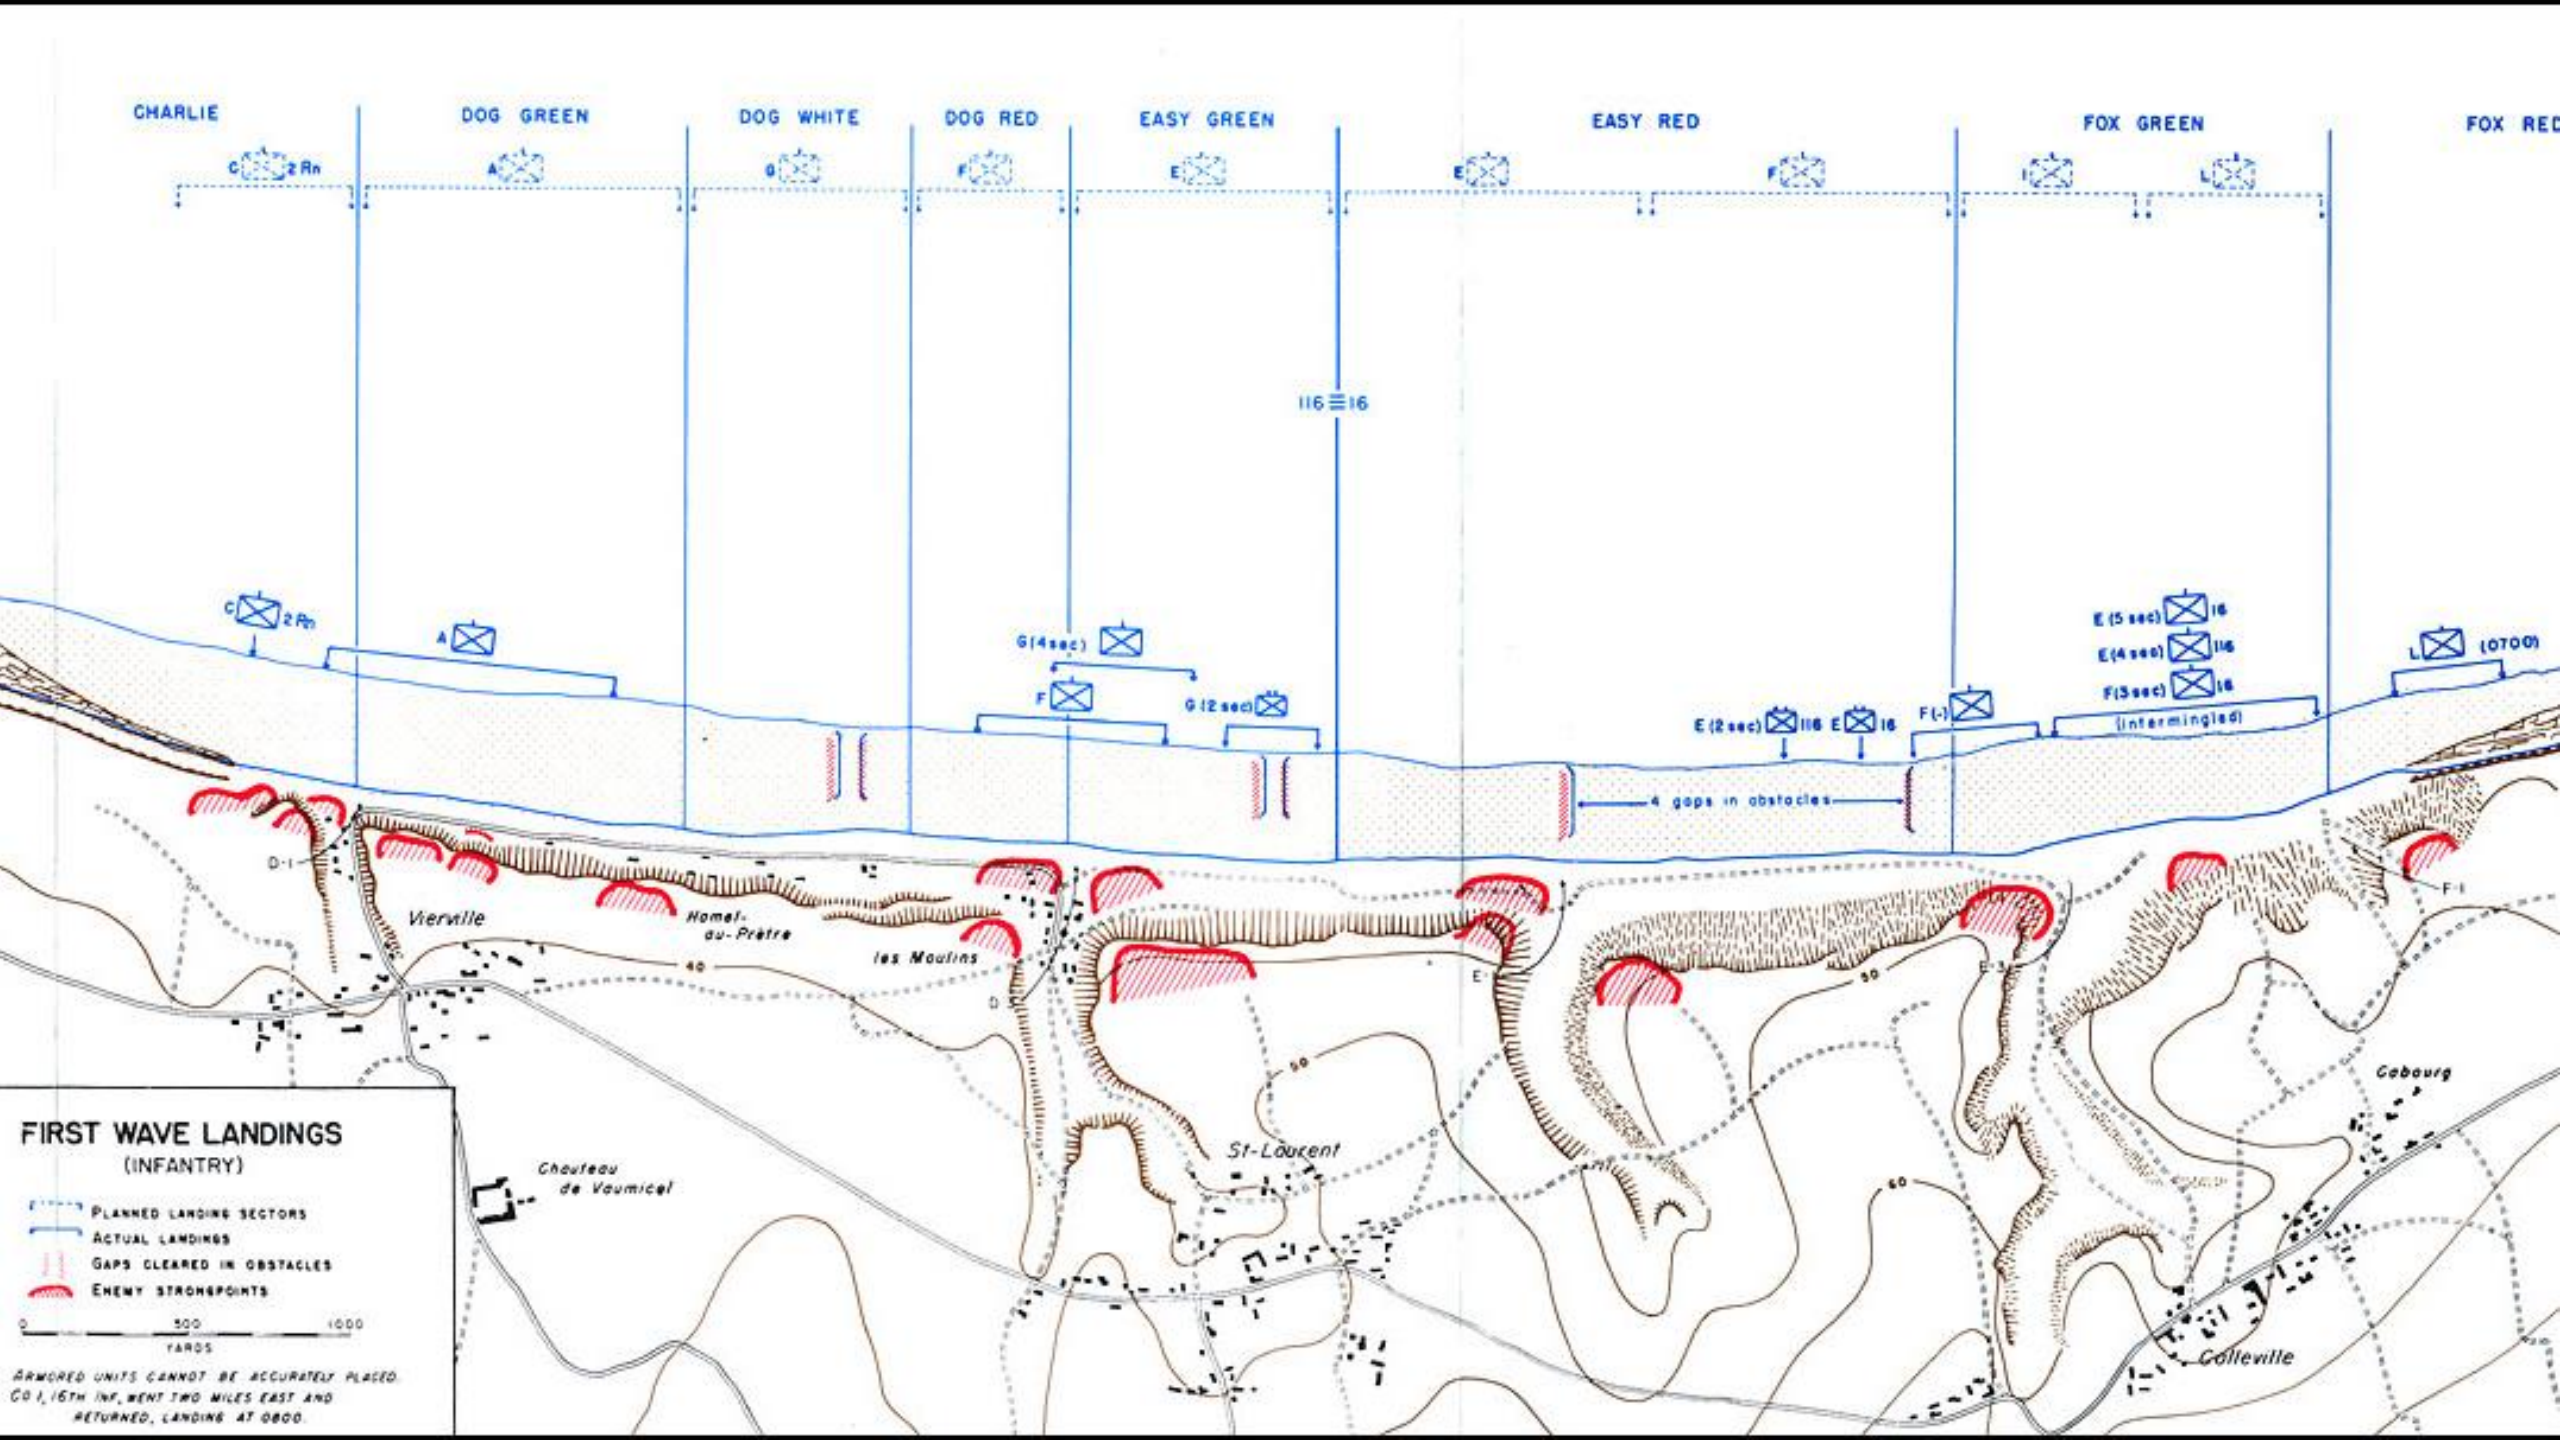 CHARLIE
DOG GREEN
DOG WHITE
DOG RED
EASY GREEN
EASY RED
FOX GREEN
FOX RED
C 2 Rn
A
G
F
E
E
F
I
L
116 16
C 2 Rn
A
G (4 sec)
F
G (2 sec)
E (2 sec) 116
E 16
F (-)
E (5 sec) 16
E (4 sec) 116
F (3 sec) 16
(intermingled)
L (0700)
4 gaps in obstacles
D-1
Vierville
Hamel-
au-Prêtre
les Moulins
D
E
E-3
F-1
40
50
50
60
Cabourg
St-Laurent
Chauteau
de Vaumicel
Colleville
FIRST WAVE LANDINGS
(INFANTRY)
PLANNED LANDING SECTORS
ACTUAL LANDINGS
GAPS CLEARED IN OBSTACLES
ENEMY STRONGPOINTS
0 500 1000
YARDS
ARMORED UNITS CANNOT BE ACCURATELY PLACED.
CO I, 16TH INF, WENT TWO MILES EAST AND
RETURNED, LANDING AT 0800.